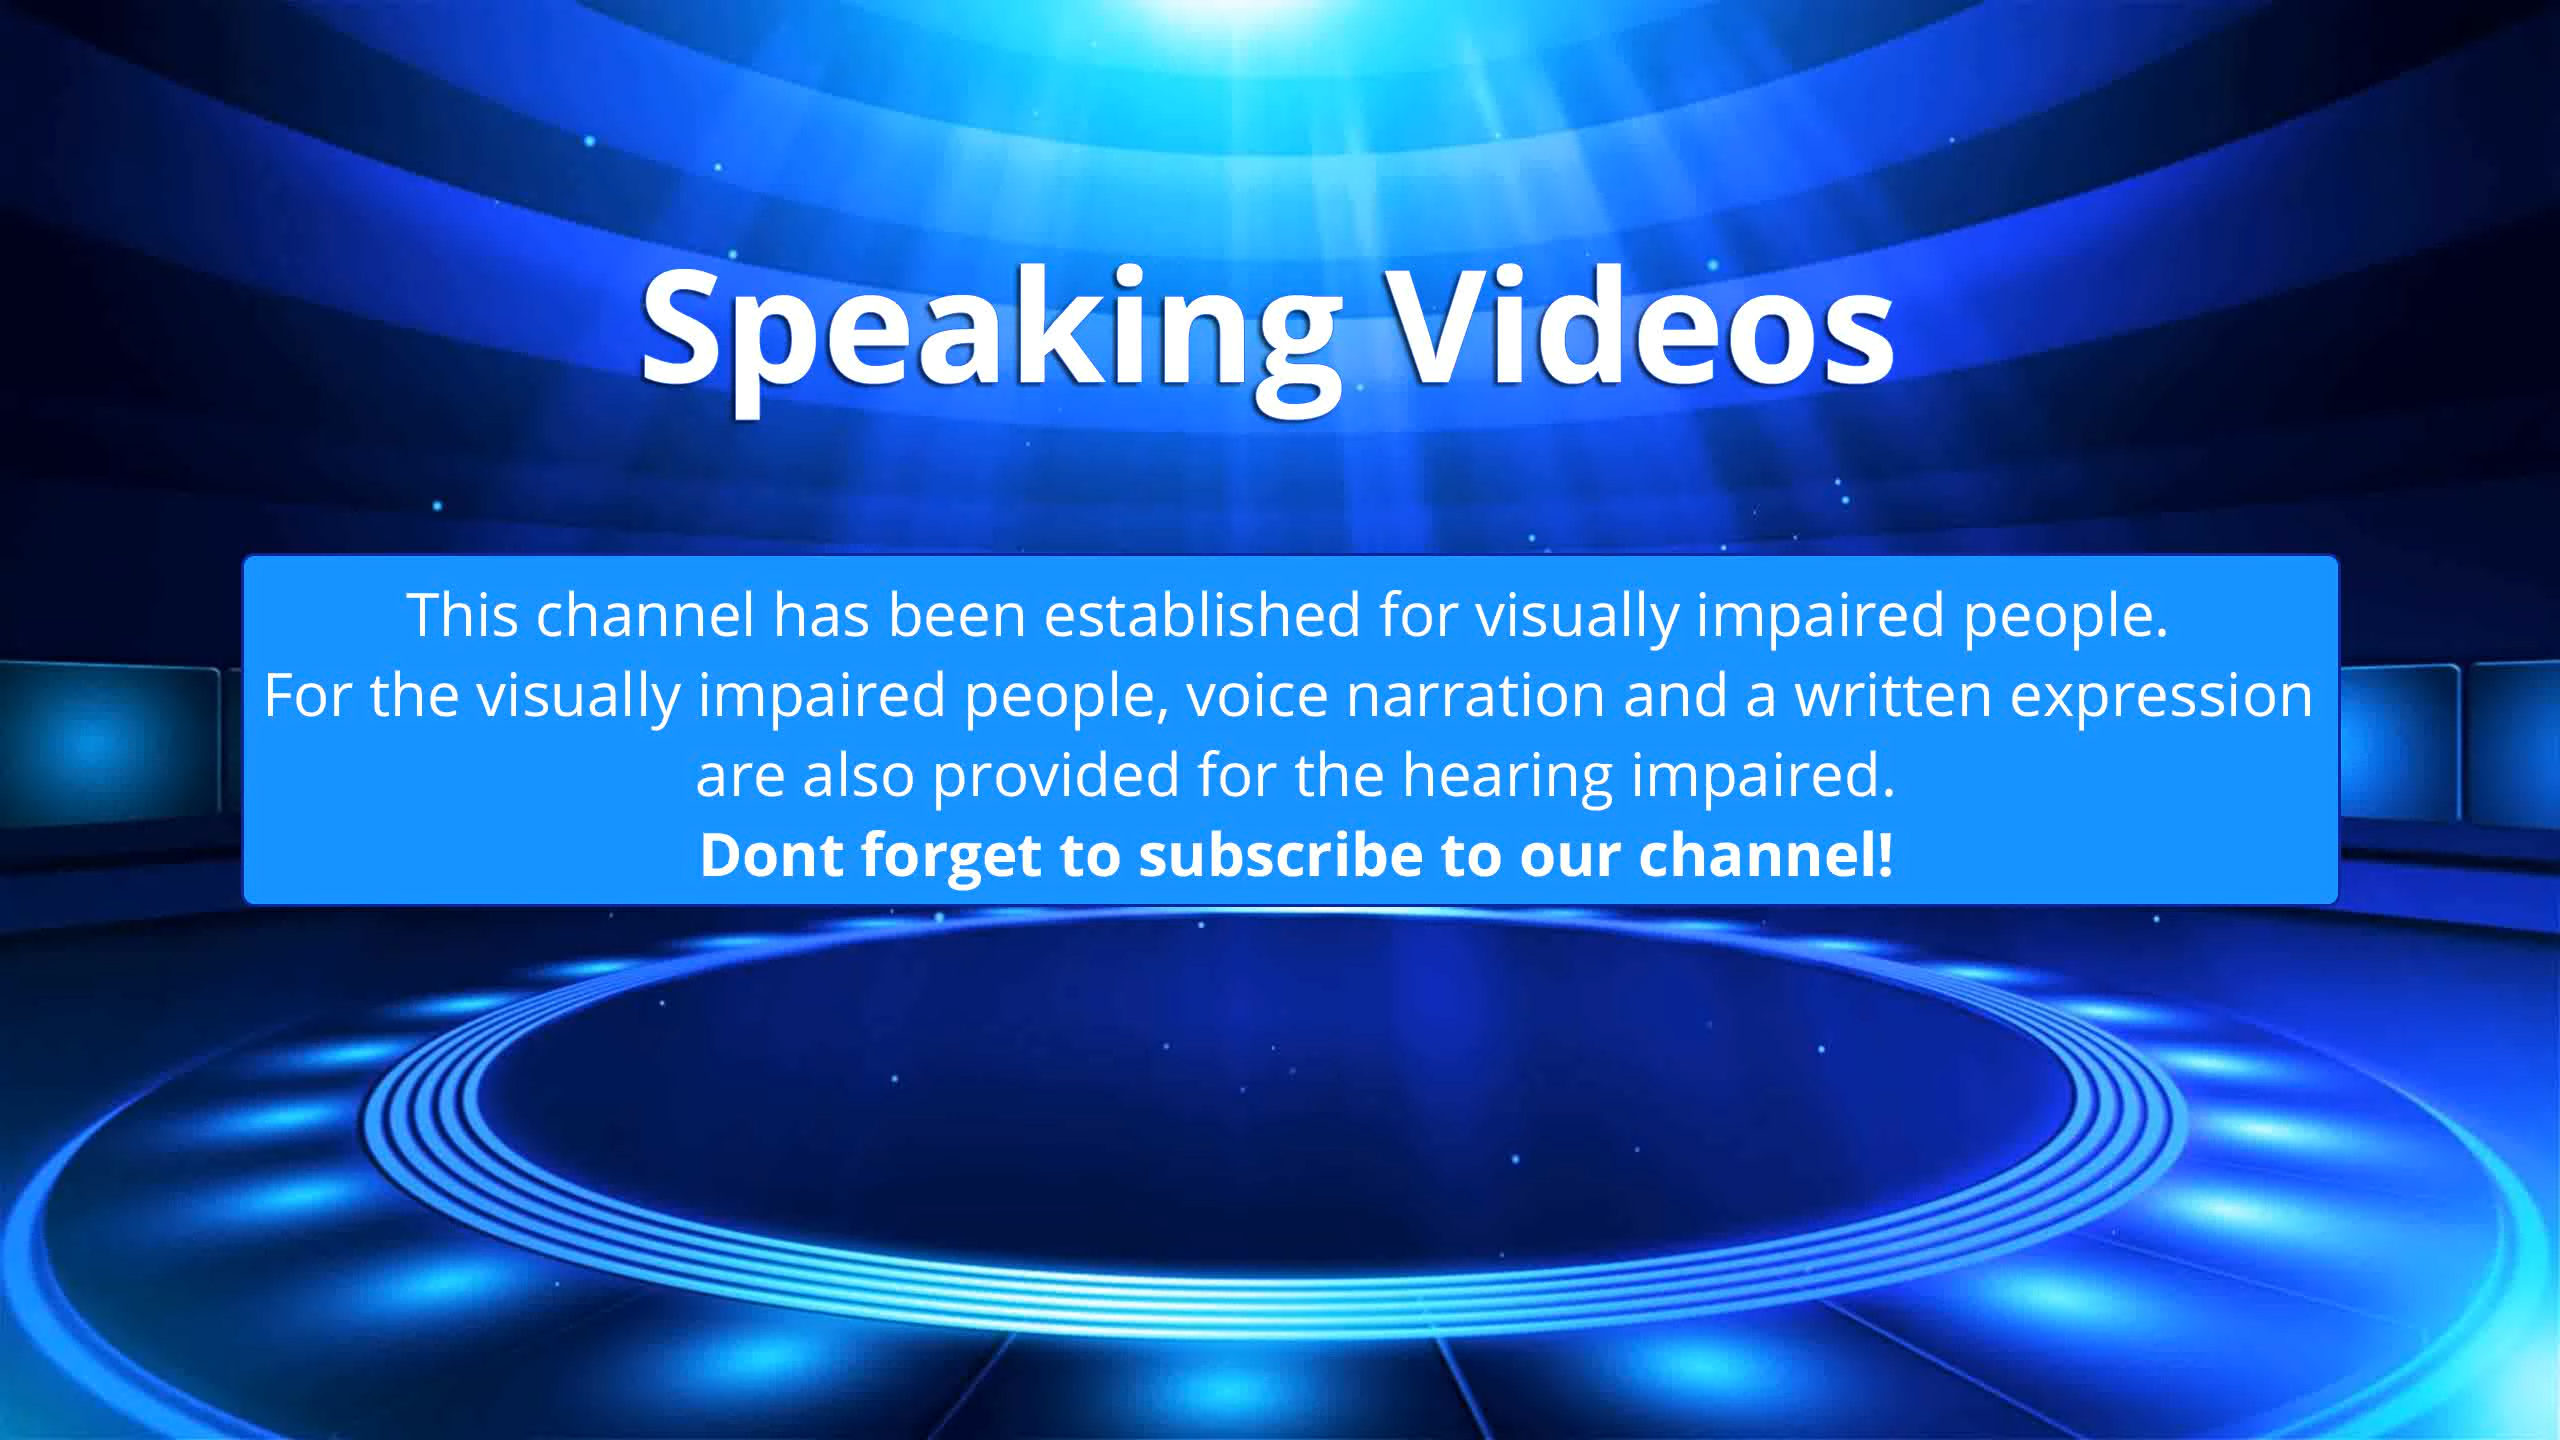 Speaking Videos
This channel has been established for visually impaired people.
For the visually impaired people, voice narration and a written expression
are also provided for the hearing impaired.
Dont forget to subscribe to our channel!